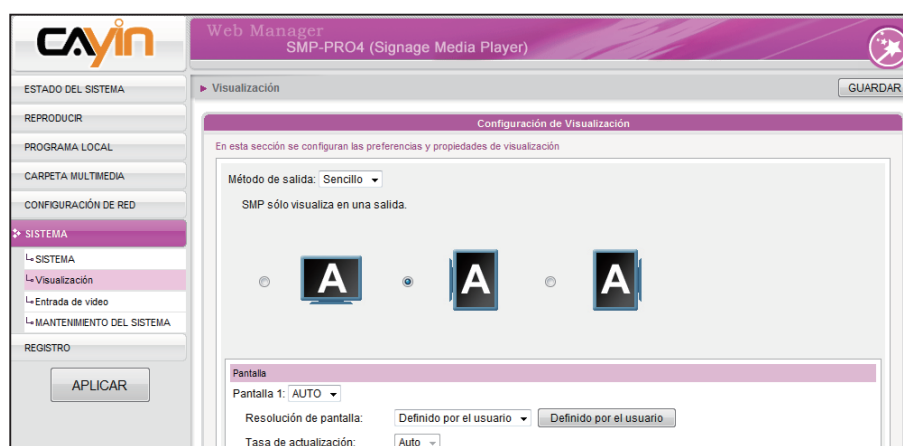 CAYIN
Web Manager
SMP-PRO4 (Signage Media Player)
ESTADO DEL SISTEMA
REPRODUCIR
PROGRAMA LOCAL
CARPETA MULTIMEDIA
CONFIGURACIÓN DE RED
SISTEMA
SISTEMA
Visualización
Entrada de video
MANTENIMIENTO DEL SISTEMA
REGISTRO
APLICAR
Visualización
GUARDAR
Configuración de Visualización
En esta sección se configuran las preferencias y propiedades de visualización
Método de salida: Sencillo
SMP sólo visualiza en una salida.
A A A
Pantalla
Pantalla 1: AUTO
Resolución de pantalla: Definido por el usuario Definido por el usuario
Tasa de actualización: Auto